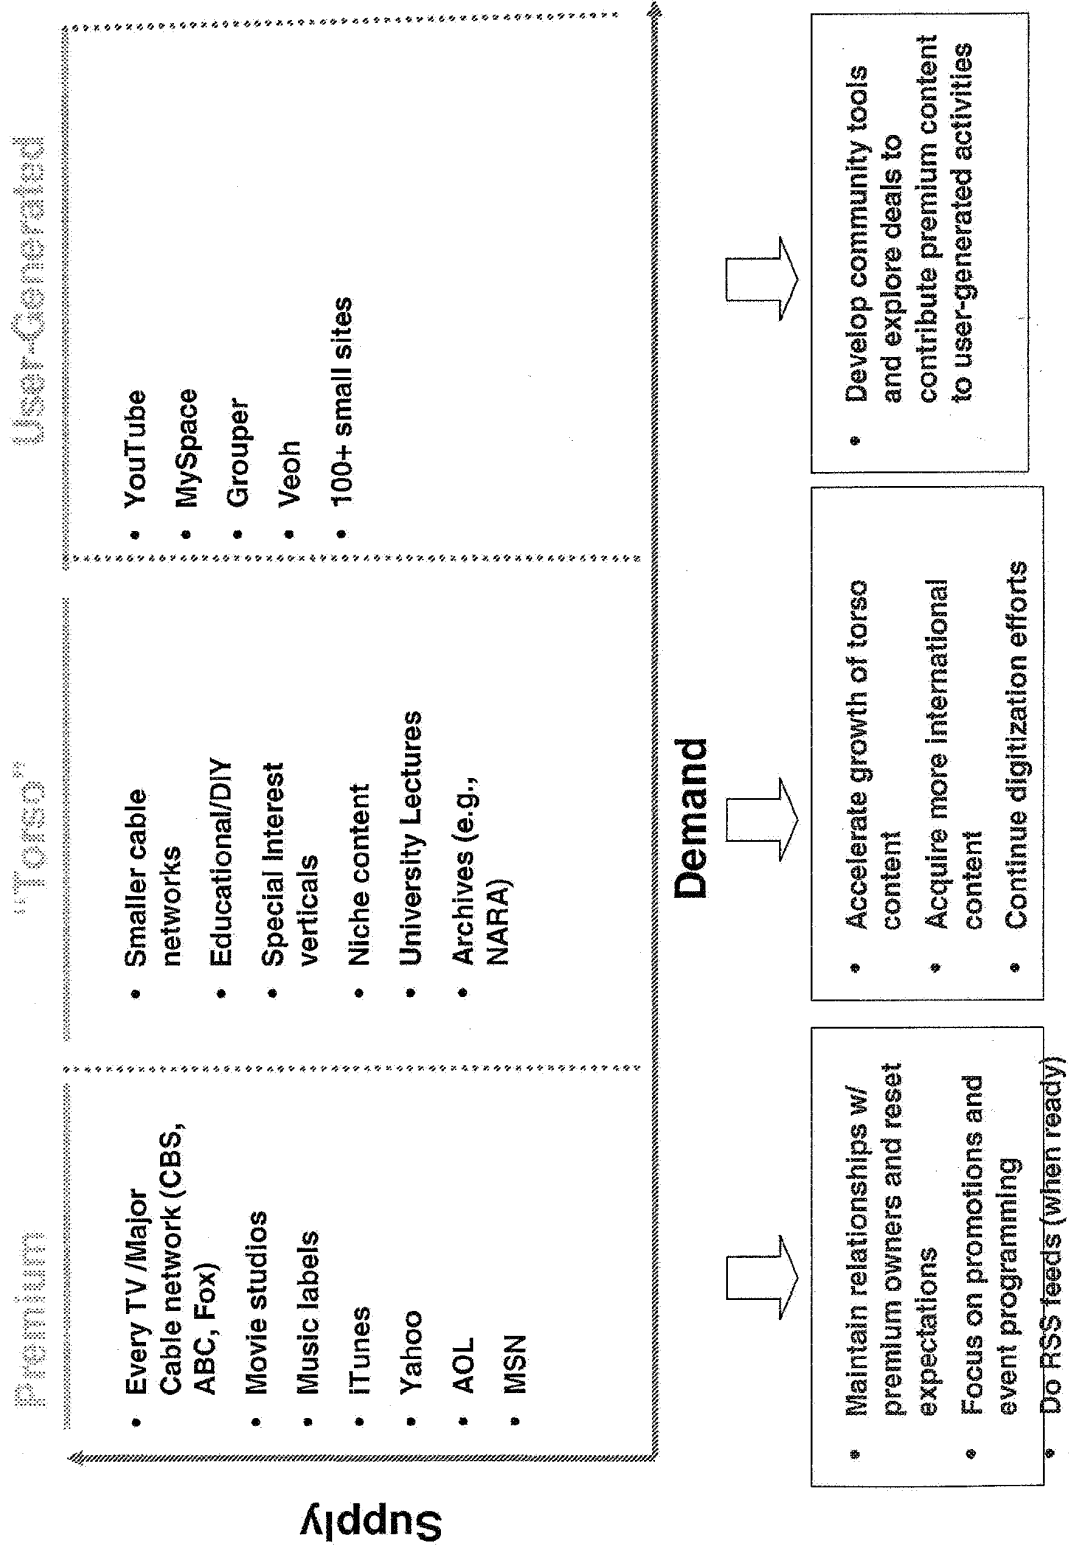 Premium
"Torso"
User-Generated
Supply
• Every TV /Major
Cable network (CBS,
ABC, Fox)
• Movie studios
• Music labels
• iTunes
• Yahoo
• AOL
• MSN
• Smaller cable
networks
• Educational/DIY
• Special Interest
verticals
• Niche content
• University Lectures
• Archives (e.g.,
NARA)
• YouTube
• MySpace
• Grouper
• Veoh
• 100+ small sites
Demand
• Maintain relationships w/
premium owners and reset
expectations
• Focus on promotions and
event programming
• Do RSS feeds (when ready)
• Accelerate growth of torso
content
• Acquire more international
content
• Continue digitization efforts
• Develop community tools
and explore deals to
contribute premium content
to user-generated activities